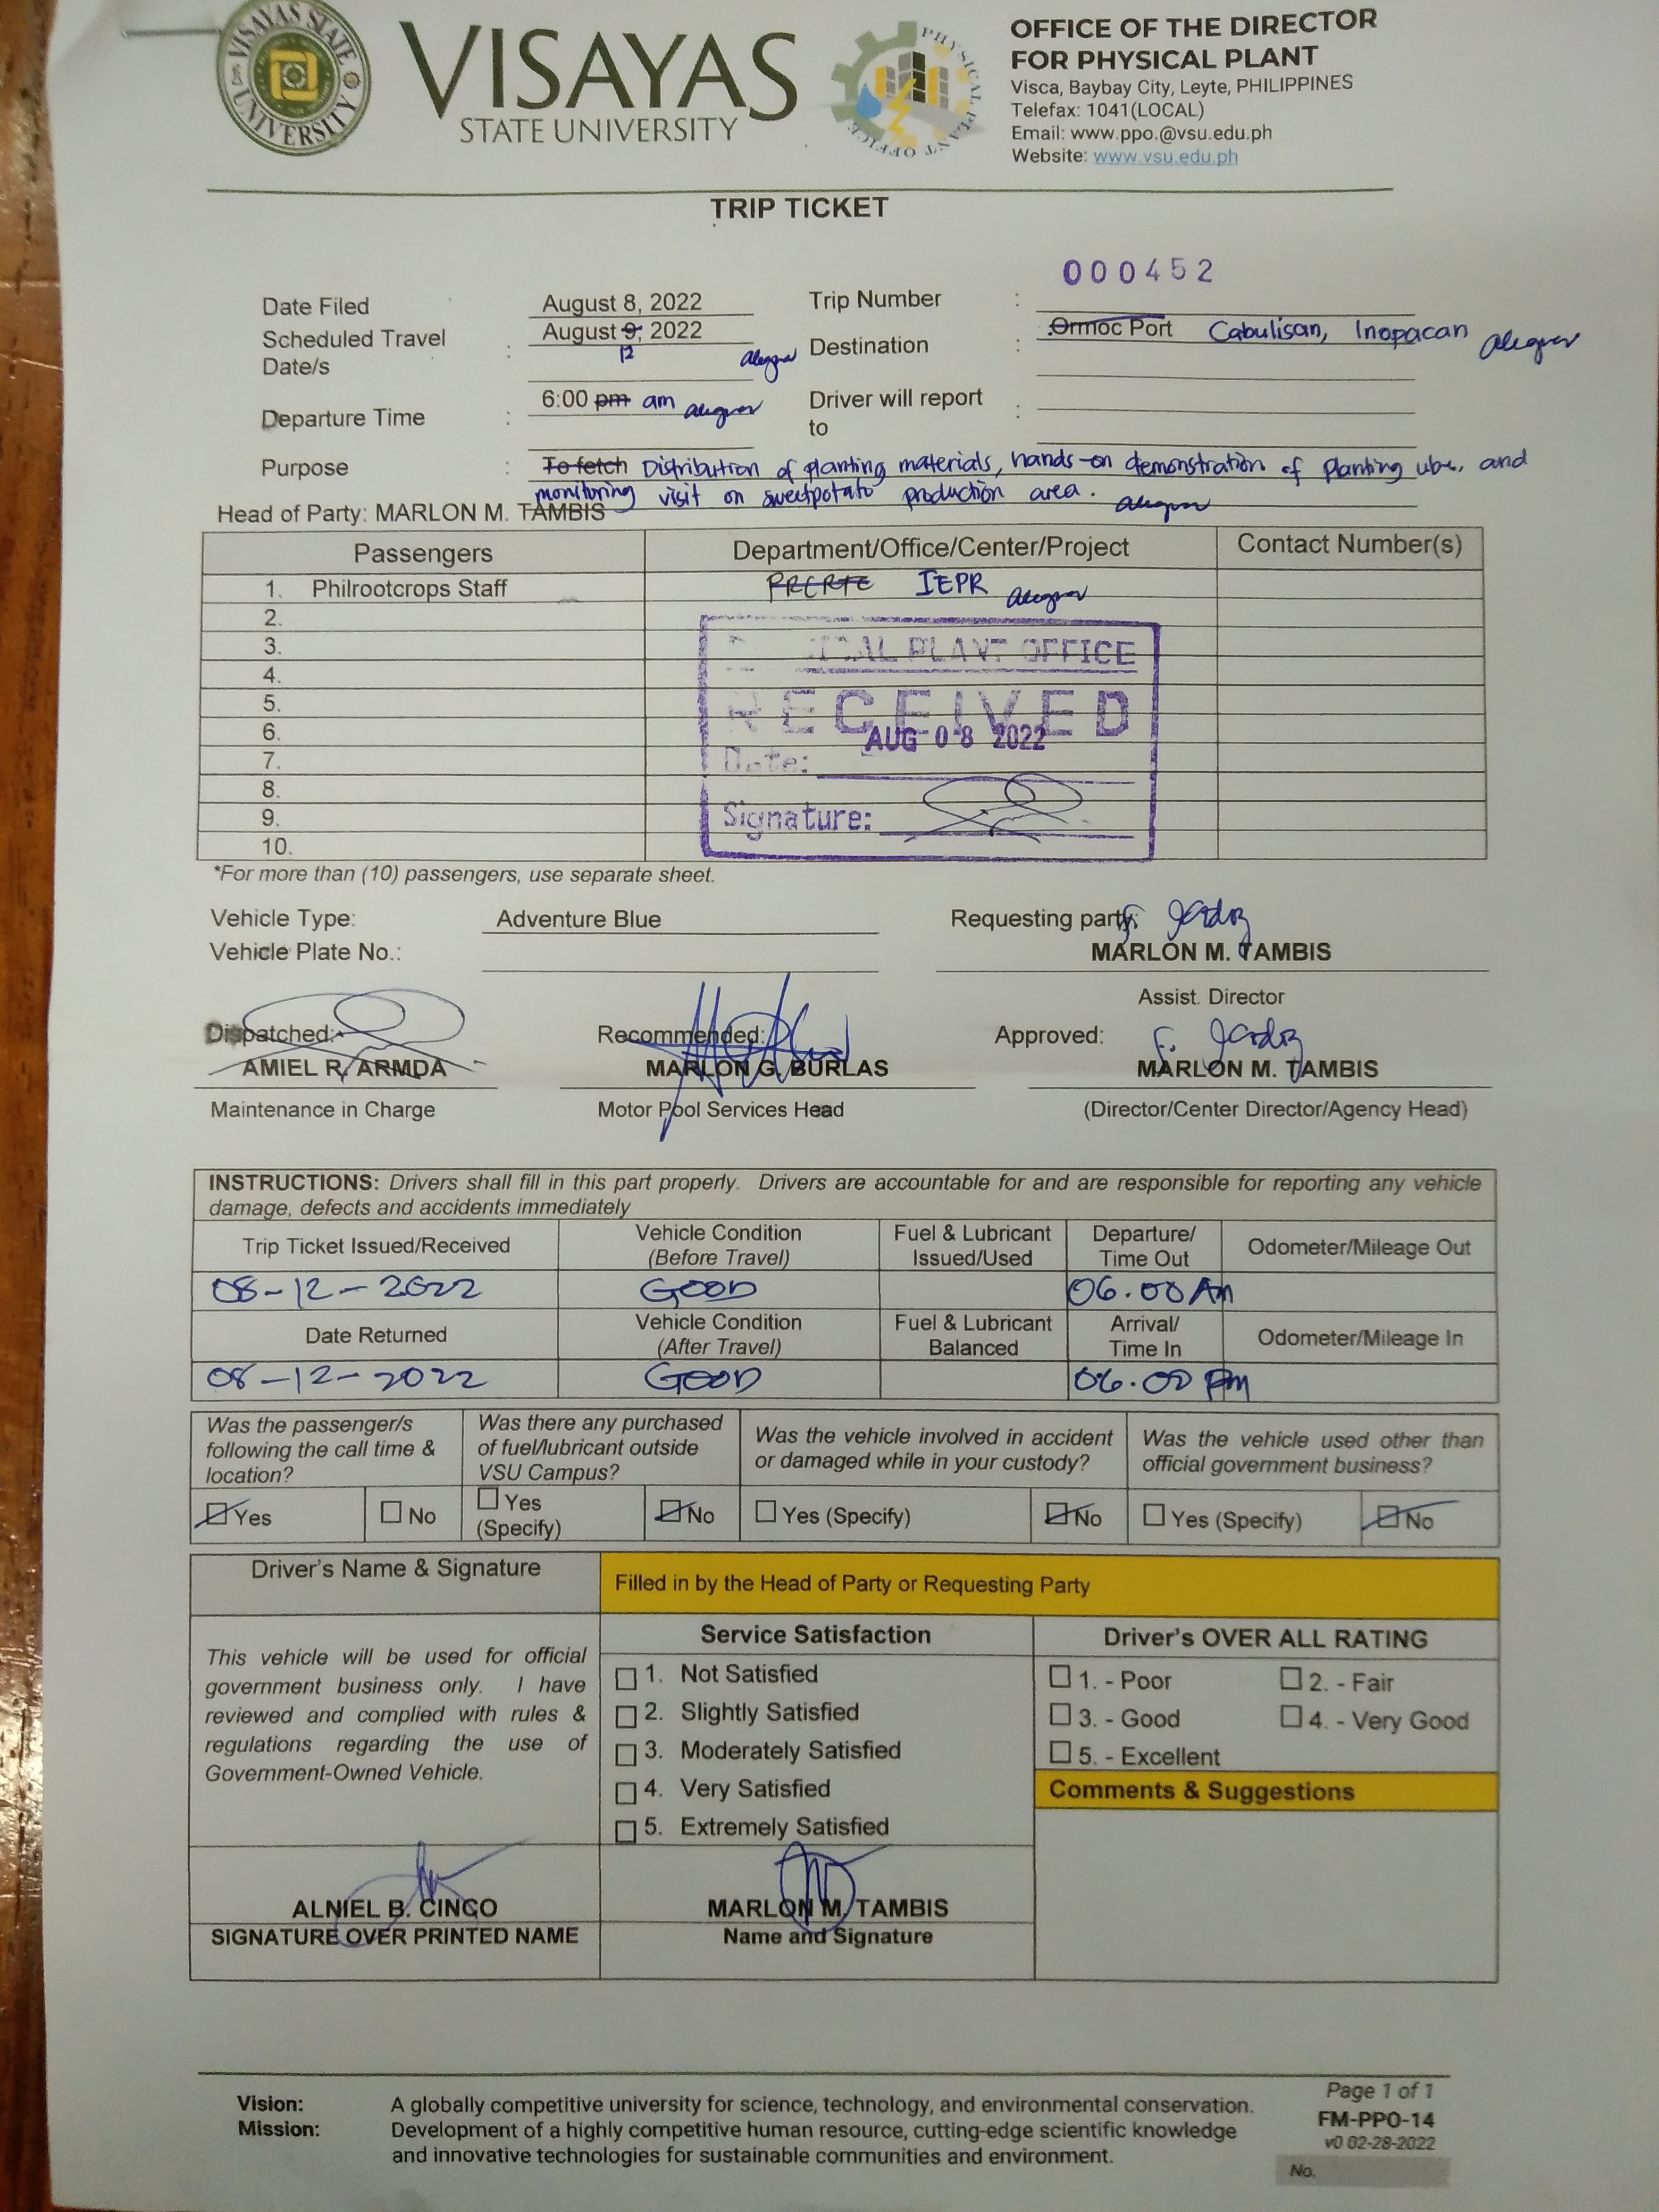 VISAYAS STATE UNIVERSITY
VISAYAS
STATE UNIVERSITY
PHYSICAL PLANT OFFICE
OFFICE OF THE DIRECTOR
FOR PHYSICAL PLANT
Visca, Baybay City, Leyte, PHILIPPINES
Telefax: 1041(LOCAL)
Email: www.ppo.@vsu.edu.ph
Website: www.vsu.edu.ph
TRIP TICKET
000452
Date Filed August 8, 2022 Trip Number :
Scheduled Travel Date/s : August 9, 2022 12 Destination : Ormoc Port Cabulisan, Inopacan
Departure Time : 6:00 pm am Driver will report to :
Purpose : To fetch Distribution of planting materials, hands-on demonstration of planting ube, and
monitoring visit on sweetpotato production area.
Head of Party: MARLON M. TAMBIS
Passengers Department/Office/Center/Project Contact Number(s)
1. Philrootcrops Staff PRCRTC IEPR
2.
3.
4.
5.
6.
7.
8.
9.
10.
PLANT OFFICE
RECEIVED
AUG 08 2022
Date:
Signature:
*For more than (10) passengers, use separate sheet.
Vehicle Type: Adventure Blue Requesting party:
Vehicle Plate No.: MARLON M. TAMBIS
Assist. Director
Dispatched: Recommended: Approved:
AMIEL R. ARMDA MARLON G. BURLAS MARLON M. TAMBIS
Maintenance in Charge Motor Pool Services Head (Director/Center Director/Agency Head)
INSTRUCTIONS: Drivers shall fill in this part properly. Drivers are accountable for and are responsible for reporting any vehicle
damage, defects and accidents immediately
Trip Ticket Issued/Received Vehicle Condition (Before Travel) Fuel & Lubricant Issued/Used Departure/ Time Out Odometer/Mileage Out
08-12-2022 GOOD 06.00 Am
Date Returned Vehicle Condition (After Travel) Fuel & Lubricant Balanced Arrival/ Time In Odometer/Mileage In
08-12-2022 GOOD 06.00 Pm
Was the passenger/s following the call time & location? Was there any purchased of fuel/lubricant outside VSU Campus? Was the vehicle involved in accident or damaged while in your custody? Was the vehicle used other than official government business?
Yes No Yes (Specify) No Yes (Specify) No Yes (Specify) No
Driver's Name & Signature Filled in by the Head of Party or Requesting Party
This vehicle will be used for official
government business only. I have
reviewed and complied with rules &
regulations regarding the use of
Government-Owned Vehicle.
Service Satisfaction
1. Not Satisfied
2. Slightly Satisfied
3. Moderately Satisfied
4. Very Satisfied
5. Extremely Satisfied
Driver's OVER ALL RATING
1. - Poor 2. - Fair
3. - Good 4. - Very Good
5. - Excellent
Comments & Suggestions
ALNIEL B. CINCO MARLON M. TAMBIS
SIGNATURE OVER PRINTED NAME Name and Signature
Vision: A globally competitive university for science, technology, and environmental conservation.
Mission: Development of a highly competitive human resource, cutting-edge scientific knowledge
and innovative technologies for sustainable communities and environment.
Page 1 of 1
FM-PPO-14
v0 02-28-2022
No.